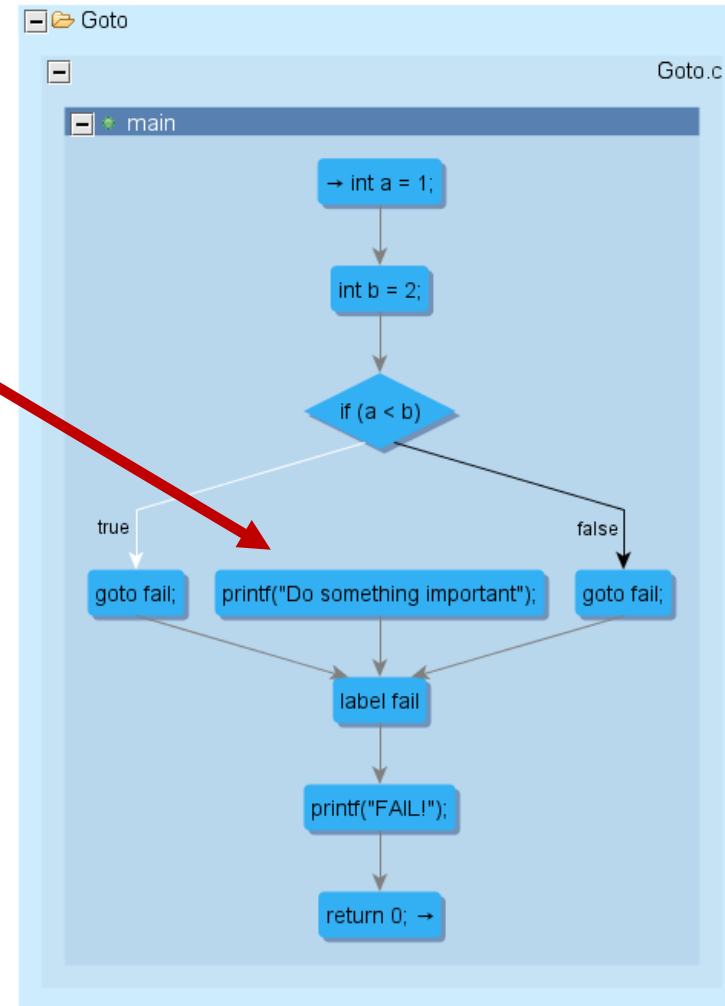 Goto
Goto.c
main
→ int a = 1;
int b = 2;
if (a < b)
true
false
goto fail;
printf("Do something important");
goto fail;
label fail
printf("FAIL!");
return 0; →